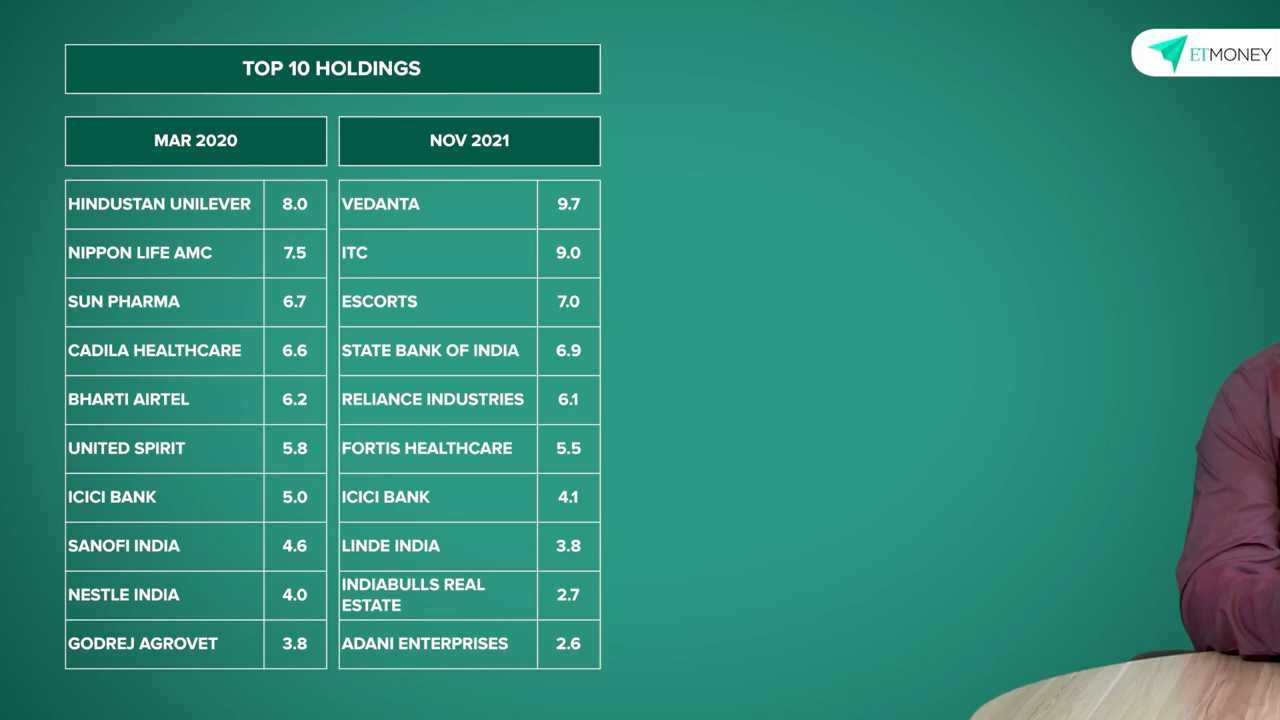 TOP 10 HOLDINGS
MAR 2020
HINDUSTAN UNILEVER 8.0
NIPPON LIFE AMC 7.5
SUN PHARMA 6.7
CADILA HEALTHCARE 6.6
BHARTI AIRTEL 6.2
UNITED SPIRIT 5.8
ICICI BANK 5.0
SANOFI INDIA 4.6
NESTLE INDIA 4.0
GODREJ AGROVET 3.8
NOV 2021
VEDANTA 9.7
ITC 9.0
ESCORTS 7.0
STATE BANK OF INDIA 6.9
RELIANCE INDUSTRIES 6.1
FORTIS HEALTHCARE 5.5
ICICI BANK 4.1
LINDE INDIA 3.8
INDIABULLS REAL
ESTATE 2.7
ADANI ENTERPRISES 2.6
ETMONEY